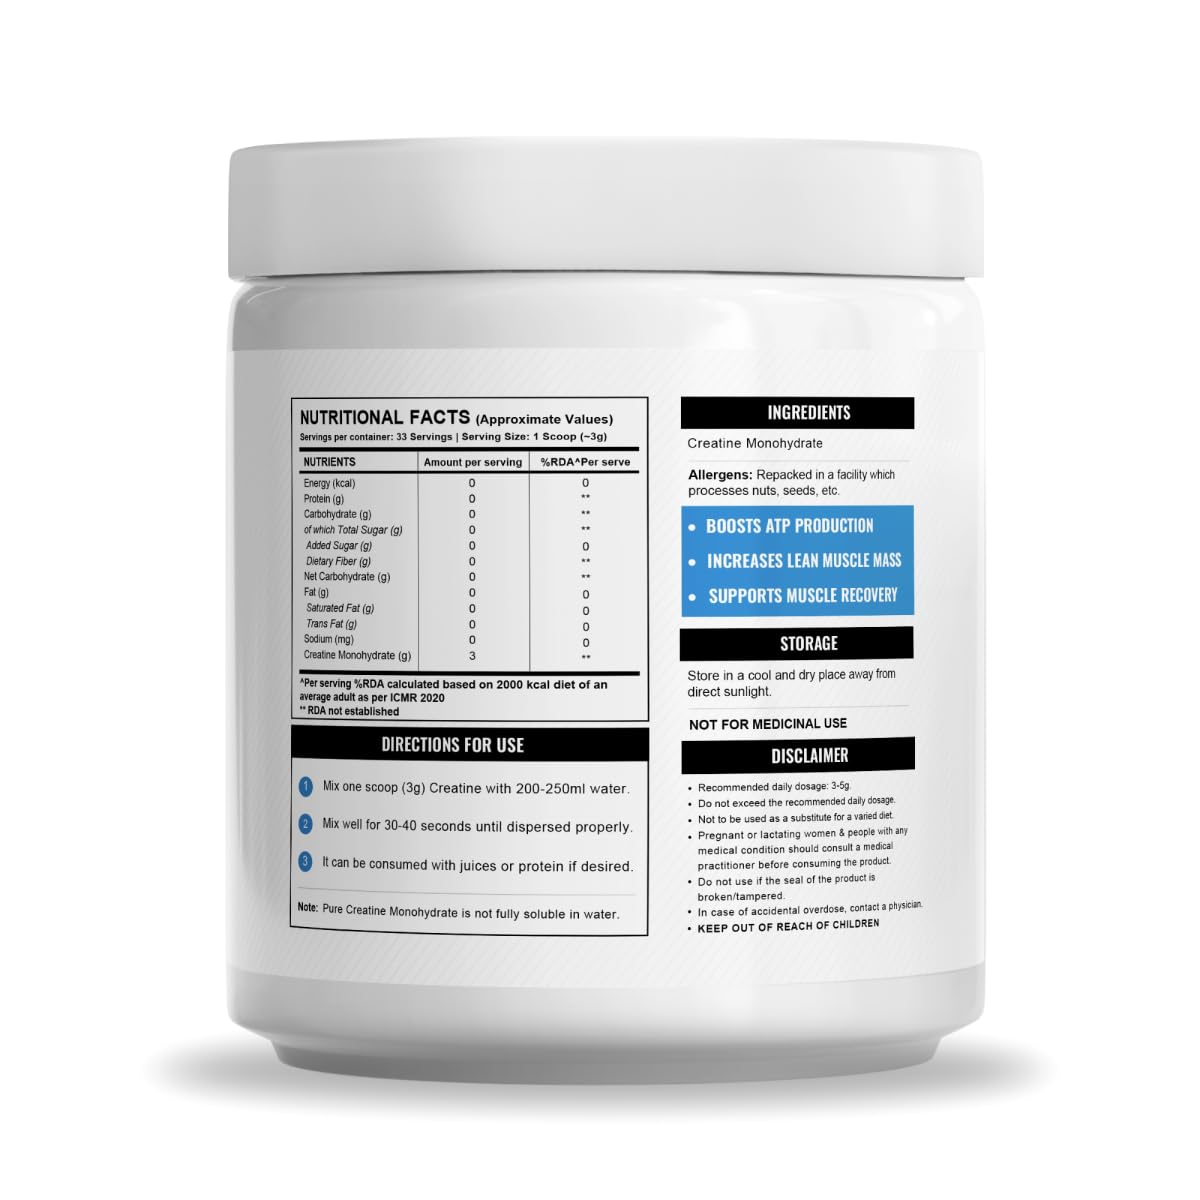 NUTRITIONAL FACTS (Approximate Values)
Servings per container: 33 Servings | Serving Size: 1 Scoop (~3g)
NUTRIENTS Amount per serving %RDA^Per serve
Energy (kcal) 0 0
Protein (g) 0 **
Carbohydrate (g) 0 **
of which Total Sugar (g) 0 **
Added Sugar (g) 0 0
Dietary Fiber (g) 0 **
Net Carbohydrate (g) 0 **
Fat (g) 0 0
Saturated Fat (g) 0 0
Trans Fat (g) 0 0
Sodium (mg) 0 0
Creatine Monohydrate (g) 3 **
^Per serving %RDA calculated based on 2000 kcal diet of an
average adult as per ICMR 2020
** RDA not established
DIRECTIONS FOR USE
1 Mix one scoop (3g) Creatine with 200-250ml water.
2 Mix well for 30-40 seconds until dispersed properly.
3 It can be consumed with juices or protein if desired.
Note: Pure Creatine Monohydrate is not fully soluble in water.
INGREDIENTS
Creatine Monohydrate
Allergens: Repacked in a facility which
processes nuts, seeds, etc.
• BOOSTS ATP PRODUCTION
• INCREASES LEAN MUSCLE MASS
• SUPPORTS MUSCLE RECOVERY
STORAGE
Store in a cool and dry place away from
direct sunlight.
NOT FOR MEDICINAL USE
DISCLAIMER
• Recommended daily dosage: 3-5g.
• Do not exceed the recommended daily dosage.
• Not to be used as a substitute for a varied diet.
• Pregnant or lactating women & people with any
medical condition should consult a medical
practitioner before consuming the product.
• Do not use if the seal of the product is
broken/tampered.
• In case of accidental overdose, contact a physician.
• KEEP OUT OF REACH OF CHILDREN